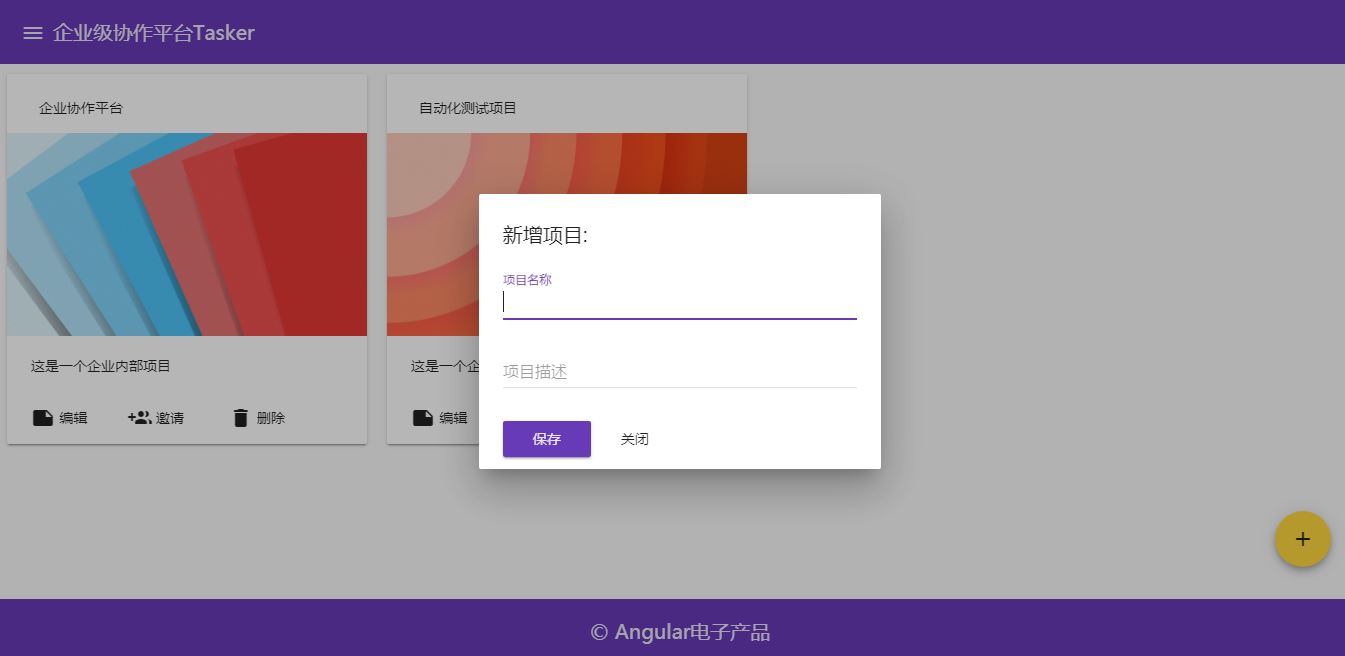 企业级协作平台Tasker
企业协作平台
自动化测试项目
新增项目:
项目名称
项目描述
保存 关闭
这是一个企业内部项目
这是一个企
编辑 邀请 删除
编辑
© Angular电子产品